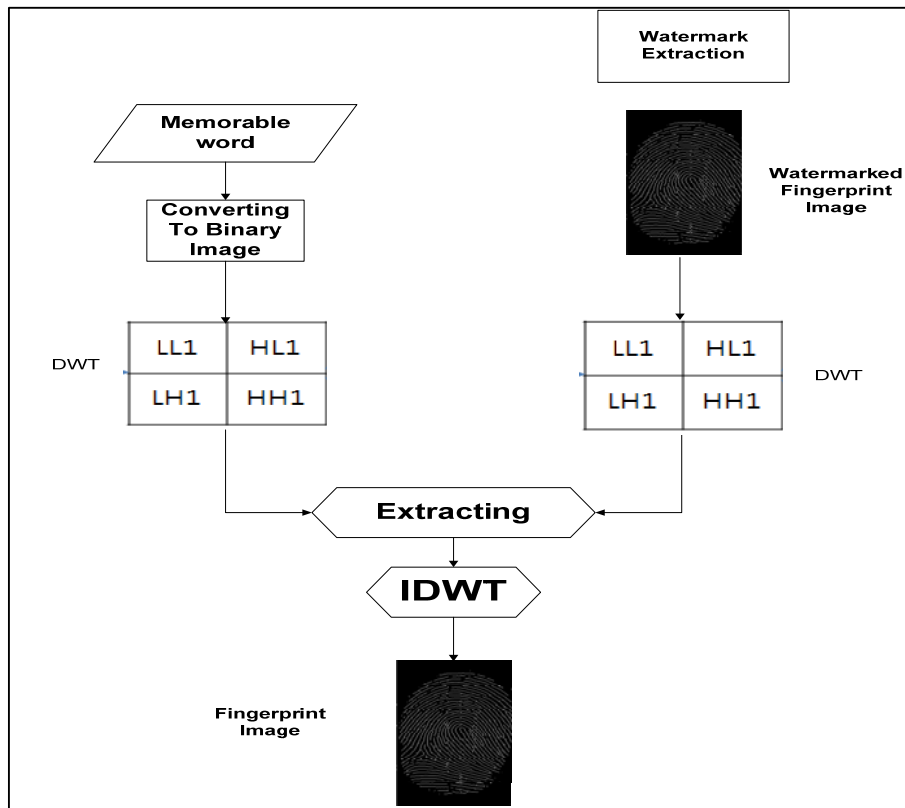 Watermark
Extraction
Memorable
word
Converting
To Binary
Image
Watermarked
Fingerprint
Image
DWT
LL1 HL1
LH1 HH1
LL1 HL1
LH1 HH1
DWT
Extracting
IDWT
Fingerprint
Image